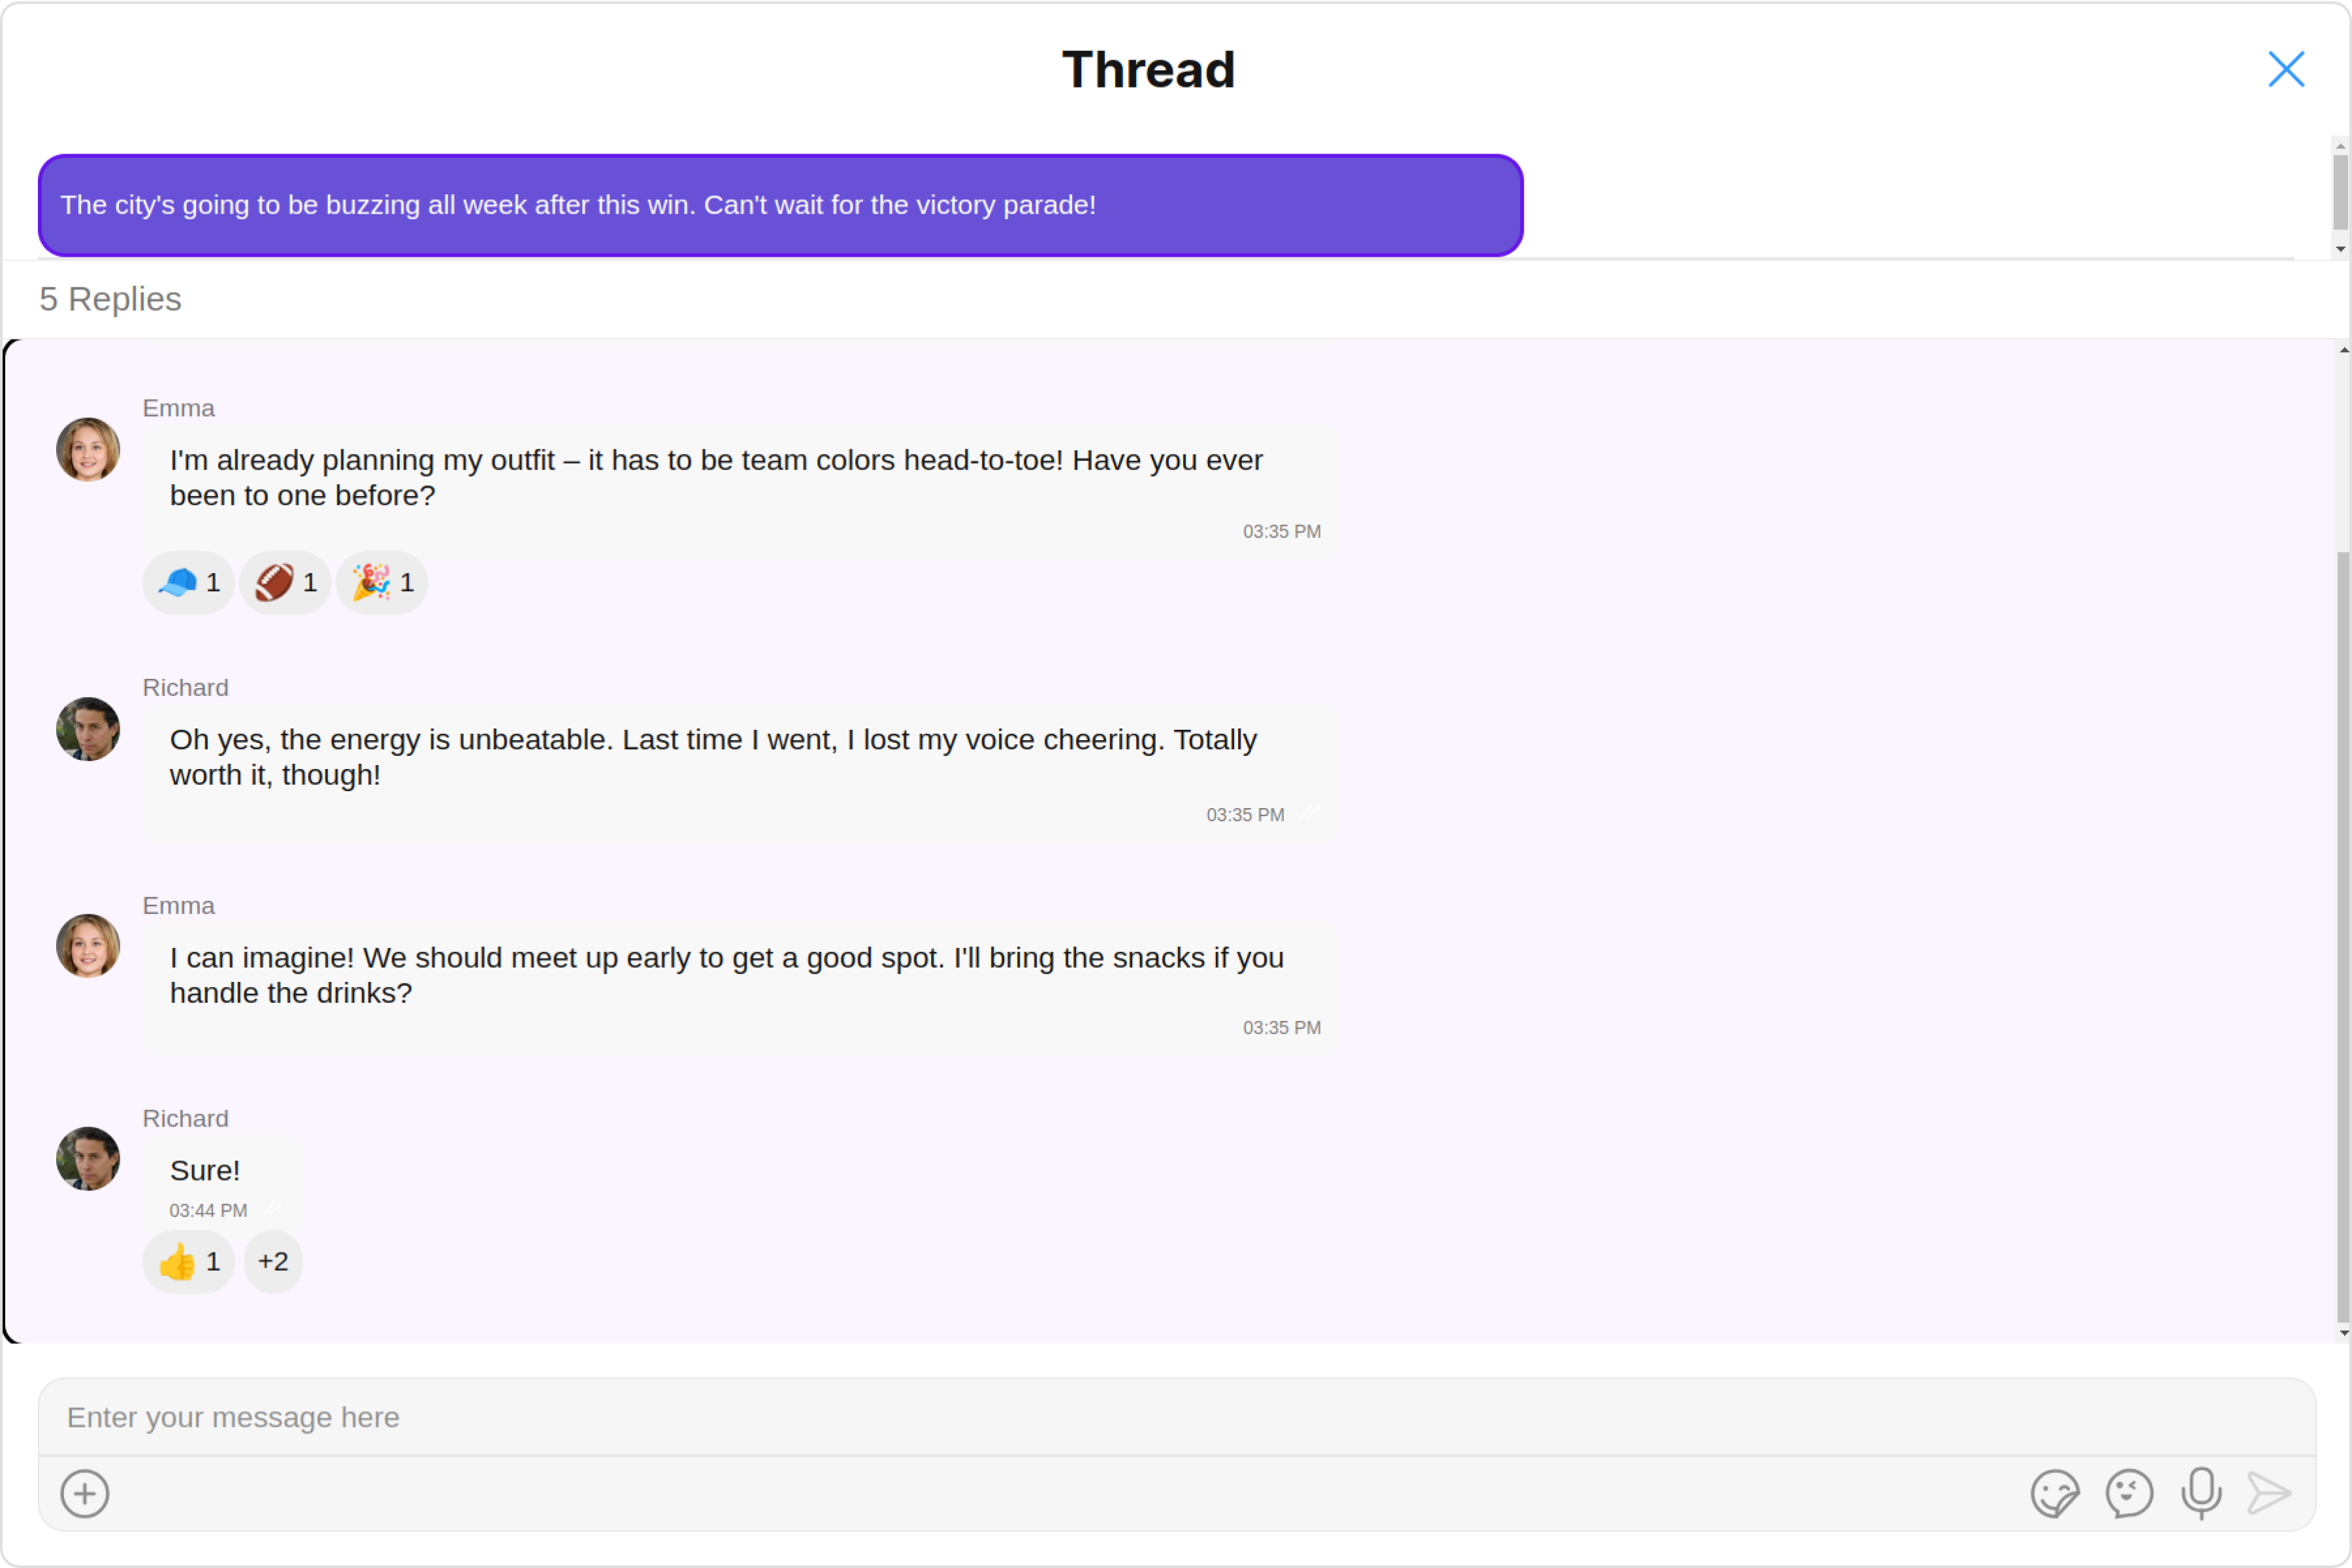 Thread
The city's going to be buzzing all week after this win. Can't wait for the victory parade!
5 Replies
Emma
I'm already planning my outfit – it has to be team colors head-to-toe! Have you ever
been to one before?
03:35 PM
🧢 1 🏈 1 🎉 1
Richard
Oh yes, the energy is unbeatable. Last time I went, I lost my voice cheering. Totally
worth it, though!
03:35 PM
Emma
I can imagine! We should meet up early to get a good spot. I'll bring the snacks if you
handle the drinks?
03:35 PM
Richard
Sure!
03:44 PM
👍 1 +2
Enter your message here